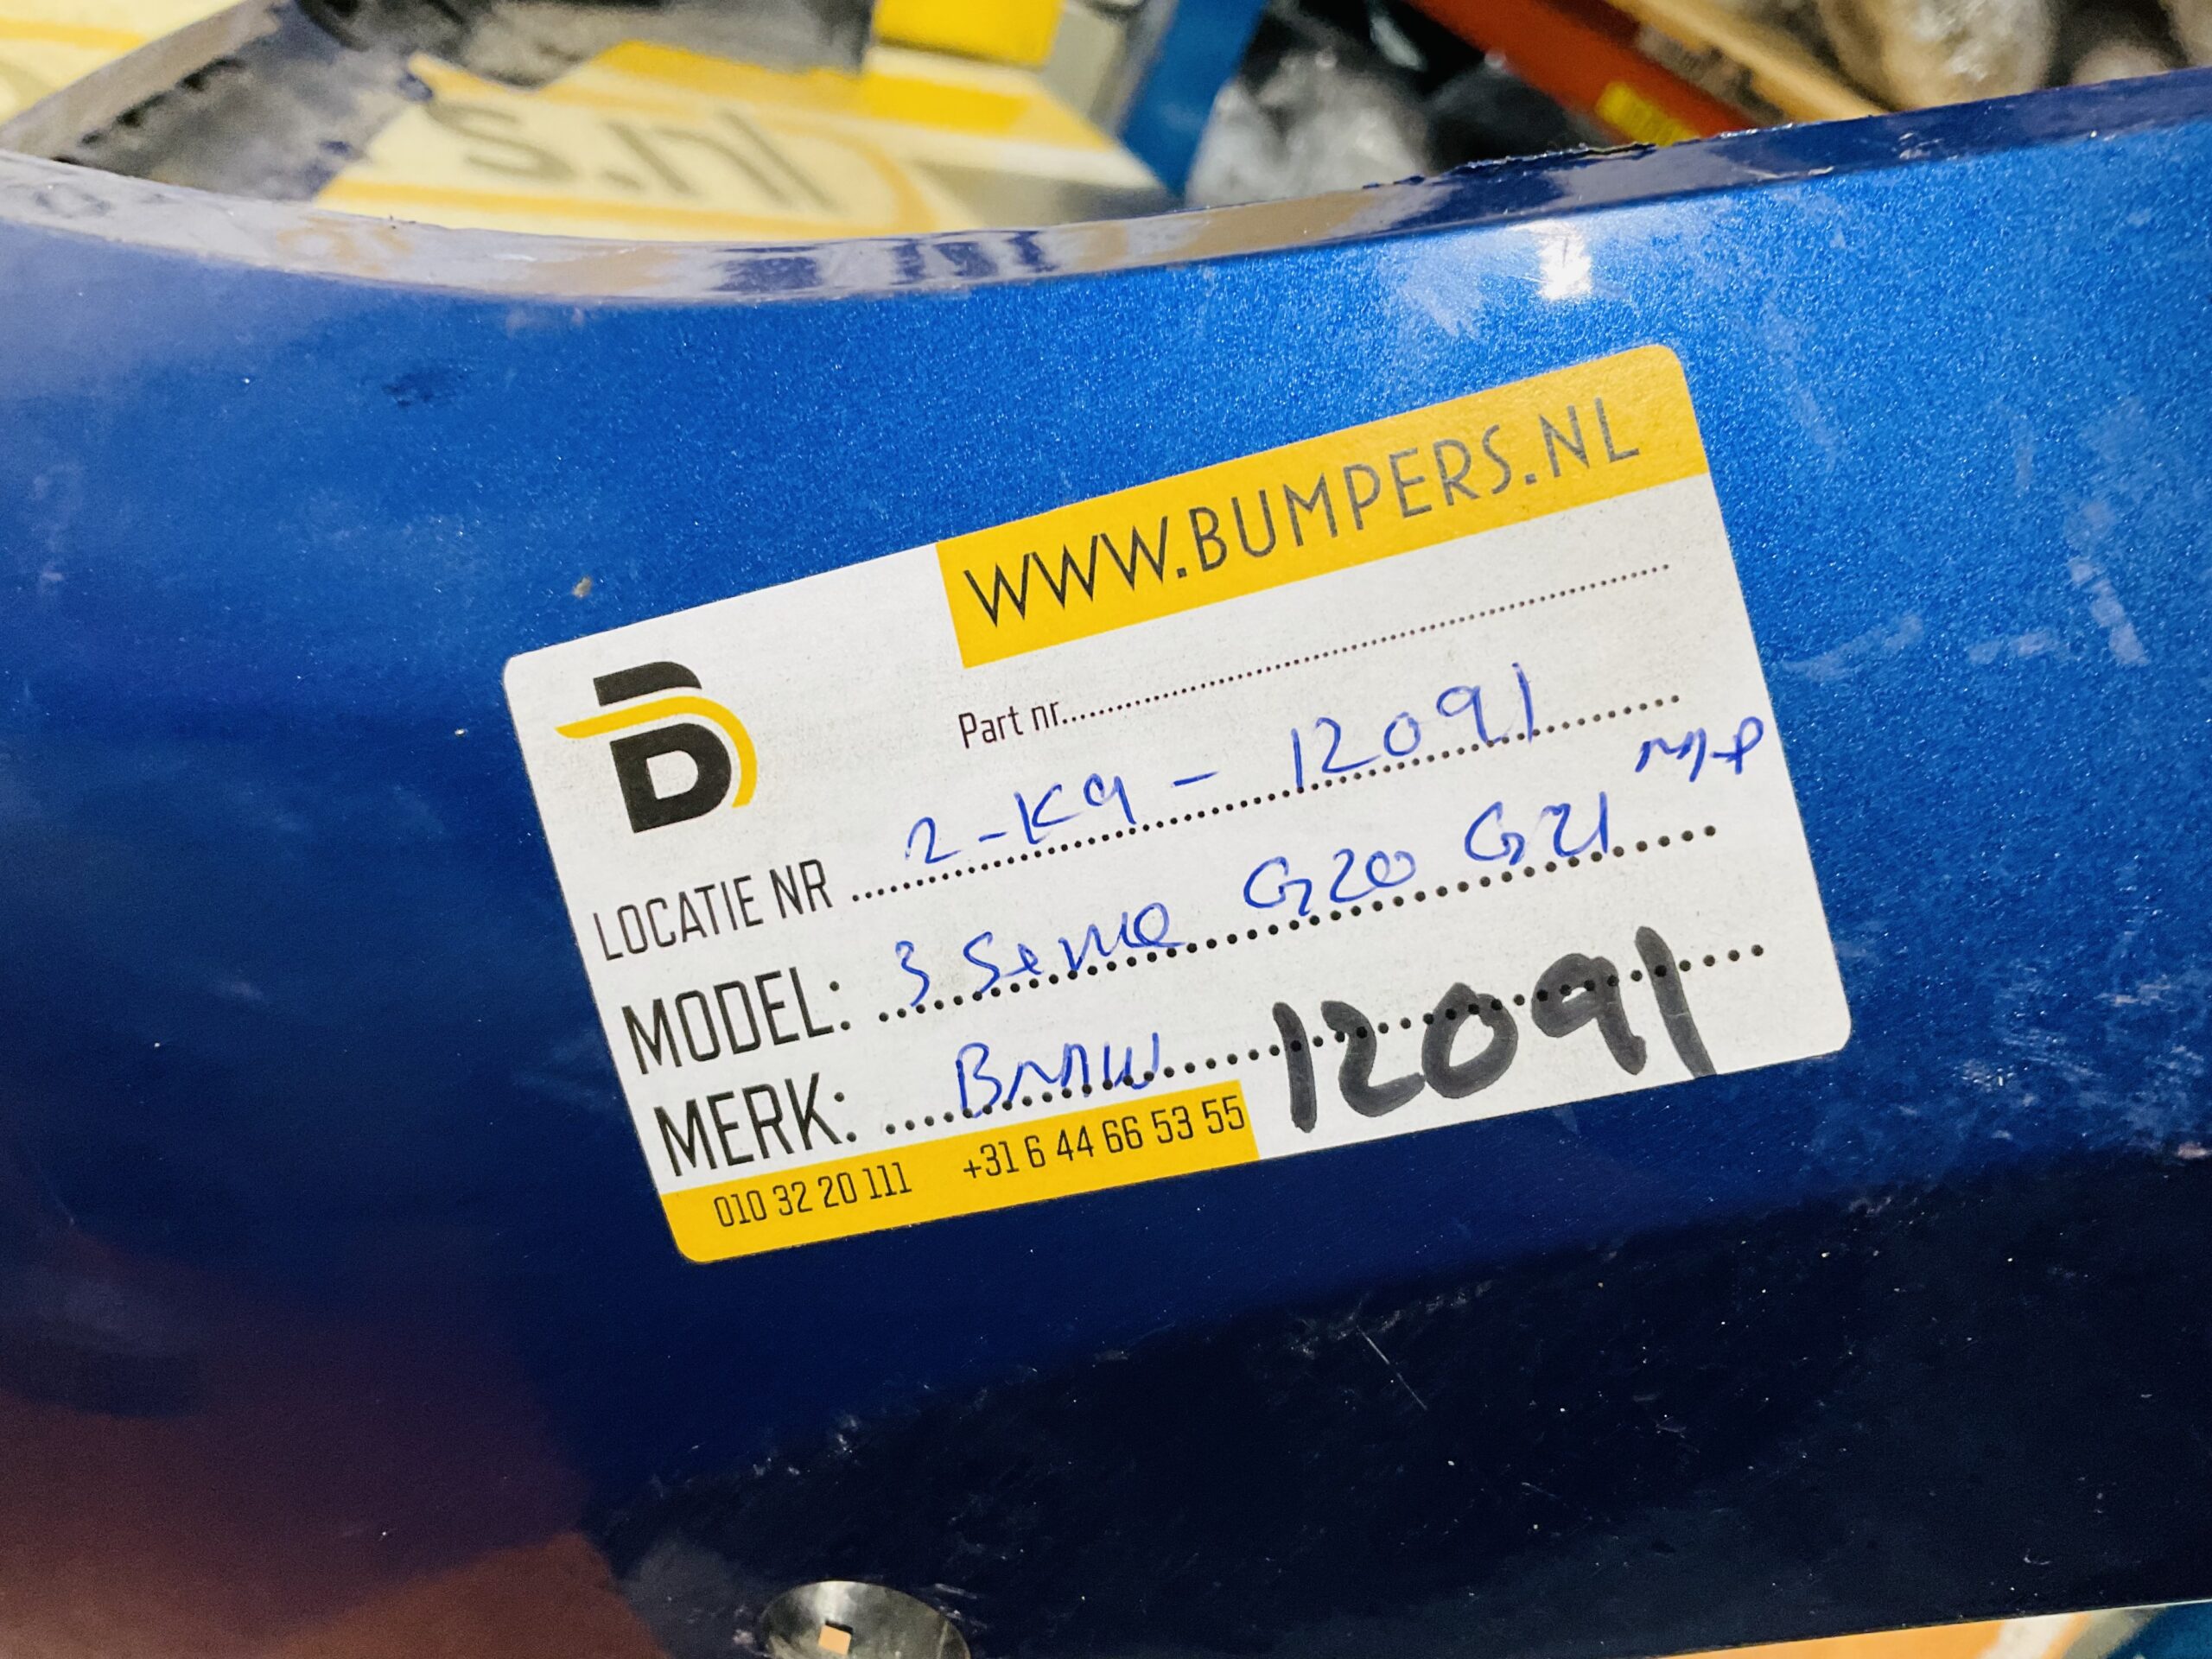 s.nl
WWW.BUMPERS.NL
B
Part nr.
LOCATIE NR 2-K9 - 12091
MODEL: 3 Serie G20 G21 M-P
MERK: BMW 12091
010 32 20 111 +31 6 44 66 53 55